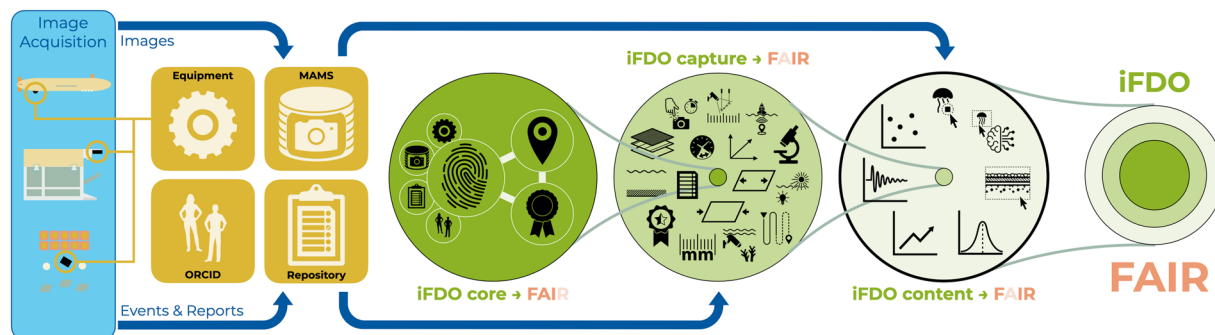 Image
Acquisition
Images
Equipment
MAMS
ORCID
Repository
Events & Reports
iFDO core → FAIR
iFDO capture → FAIR
mm
iFDO content → FAIR
iFDO
FAIR